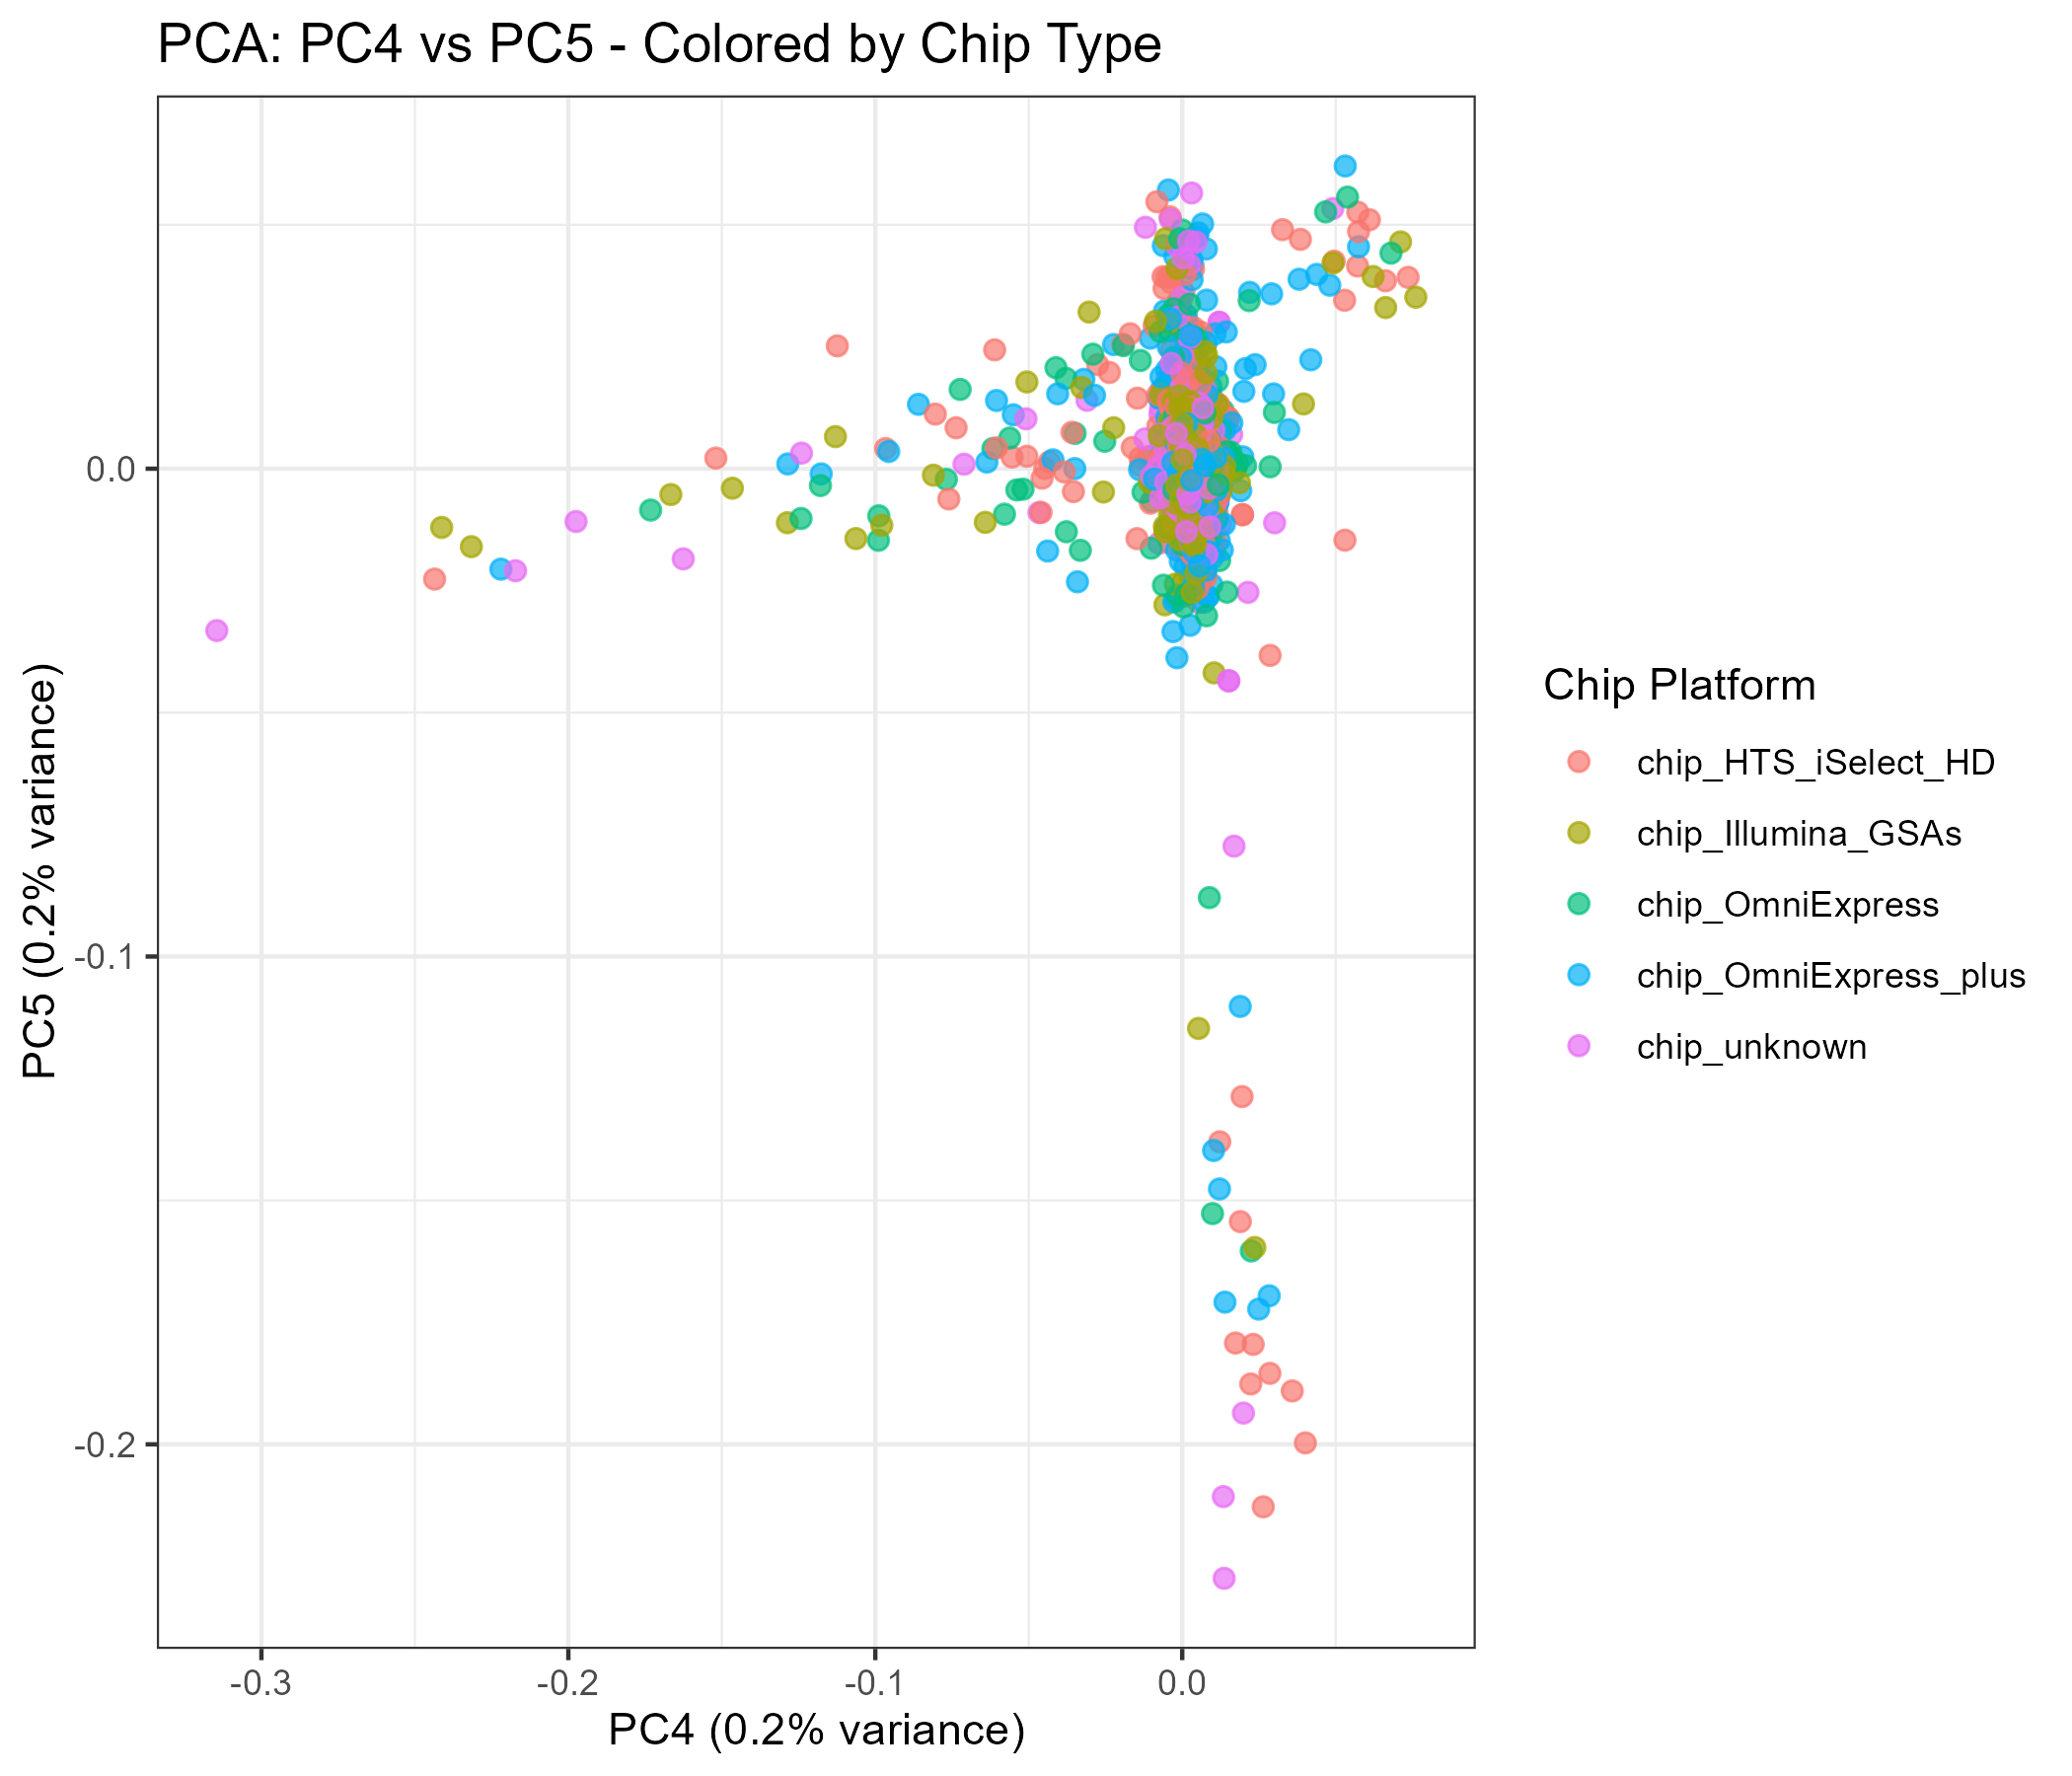 PCA: PC4 vs PC5 - Colored by Chip Type
PC5 (0.2% variance)
0.0
-0.1
-0.2
-0.3
-0.2
-0.1
0.0
PC4 (0.2% variance)
Chip Platform
chip_HTS_iSelect_HD
chip_Illumina_GSAs
chip_OmniExpress
chip_OmniExpress_plus
chip_unknown